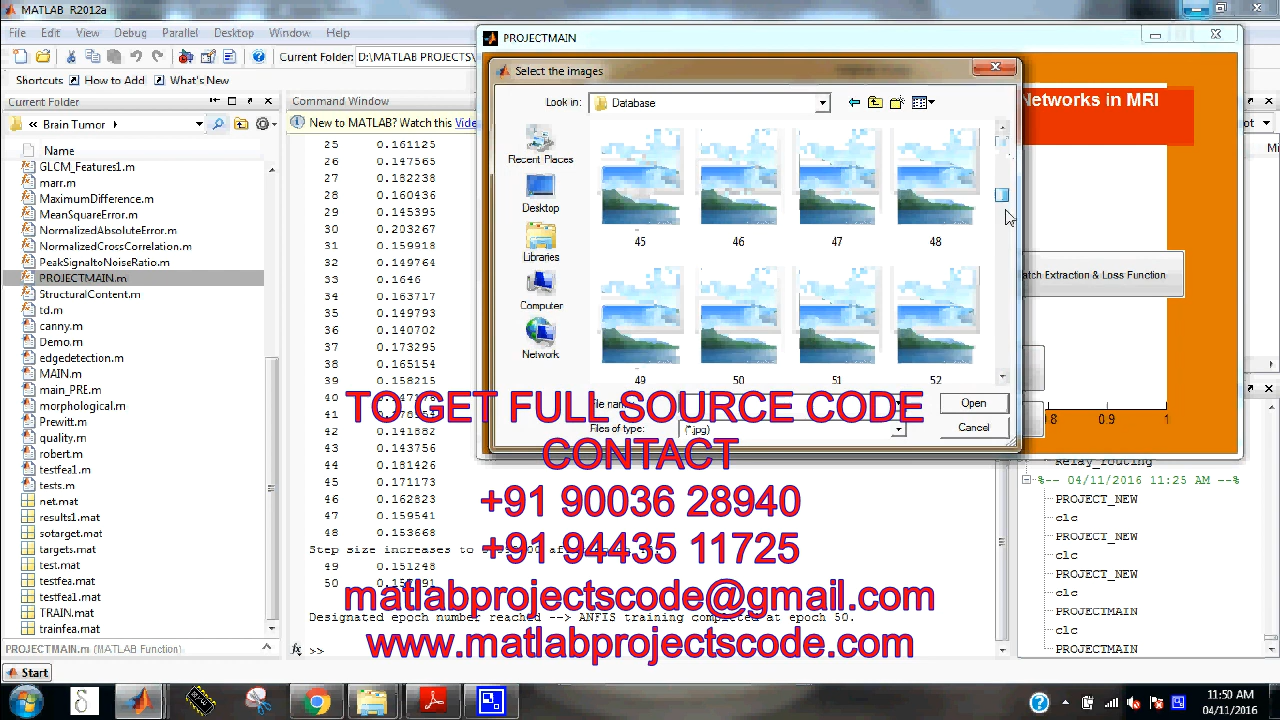 MATLAB R2012a
File Edit View Debug Parallel Desktop Window Help
Current Folder: D:\MATLAB PROJECTS\
Shortcuts How to Add What's New
Current Folder
« Brain Tumor
Name
GLCM_Features1.m
marr.m
MaximumDifference.m
MeanSquareError.m
NormalizedAbsoluteError.m
NormalizedCrossCorrelation.m
PeakSignaltoNoiseRatio.m
PROJECTMAIN.m
StructuralContent.m
td.m
canny.m
Demo.m
edgedetection.m
MAIN.m
main_PRE.m
morphological.m
Prewitt.m
quality.m
robert.m
testfea1.m
tests.m
net.mat
results1.mat
sotarget.mat
targets.mat
test.mat
testfea.mat
testfea1.mat
TRAIN.mat
trainfea.mat
PROJECTMAIN.m (MATLAB Function)
Start
Command Window
New to MATLAB? Watch this Vide
25 0.161125
26 0.147565
27 0.182238
28 0.160436
29 0.145395
30 0.203267
31 0.159918
32 0.149764
33 0.1646
34 0.163717
35 0.149793
36 0.140702
37 0.173295
38 0.165154
39 0.158215
40
41
42 0.141882
43 0.143756
44 0.181426
45 0.171173
46 0.162823
47 0.159541
48 0.153668
Step size increases to
49 0.151248
50
Designated epoch number reached --> ANFIS training completed at epoch 50.
fx >>
PROJECTMAIN
Select the images
Look in: Database
Recent Places
Desktop
Libraries
Computer
Network
45 46 47 48
49 50 51 52
File name:
Open
Files of type: (*.jpg)
Cancel
Networks in MRI
atch Extraction & Loss Function
0.9 1
TO GET FULL SOURCE CODE
CONTACT
+91 90036 28940
+91 94435 11725
matlabprojectscode@gmail.com
www.matlabprojectscode.com
relay_routing
%-- 04/11/2016 11:25 AM --%
PROJECT_NEW
clc
PROJECT_NEW
clc
PROJECT_NEW
clc
PROJECTMAIN
clc
PROJECTMAIN
11:50 AM
04/11/2016